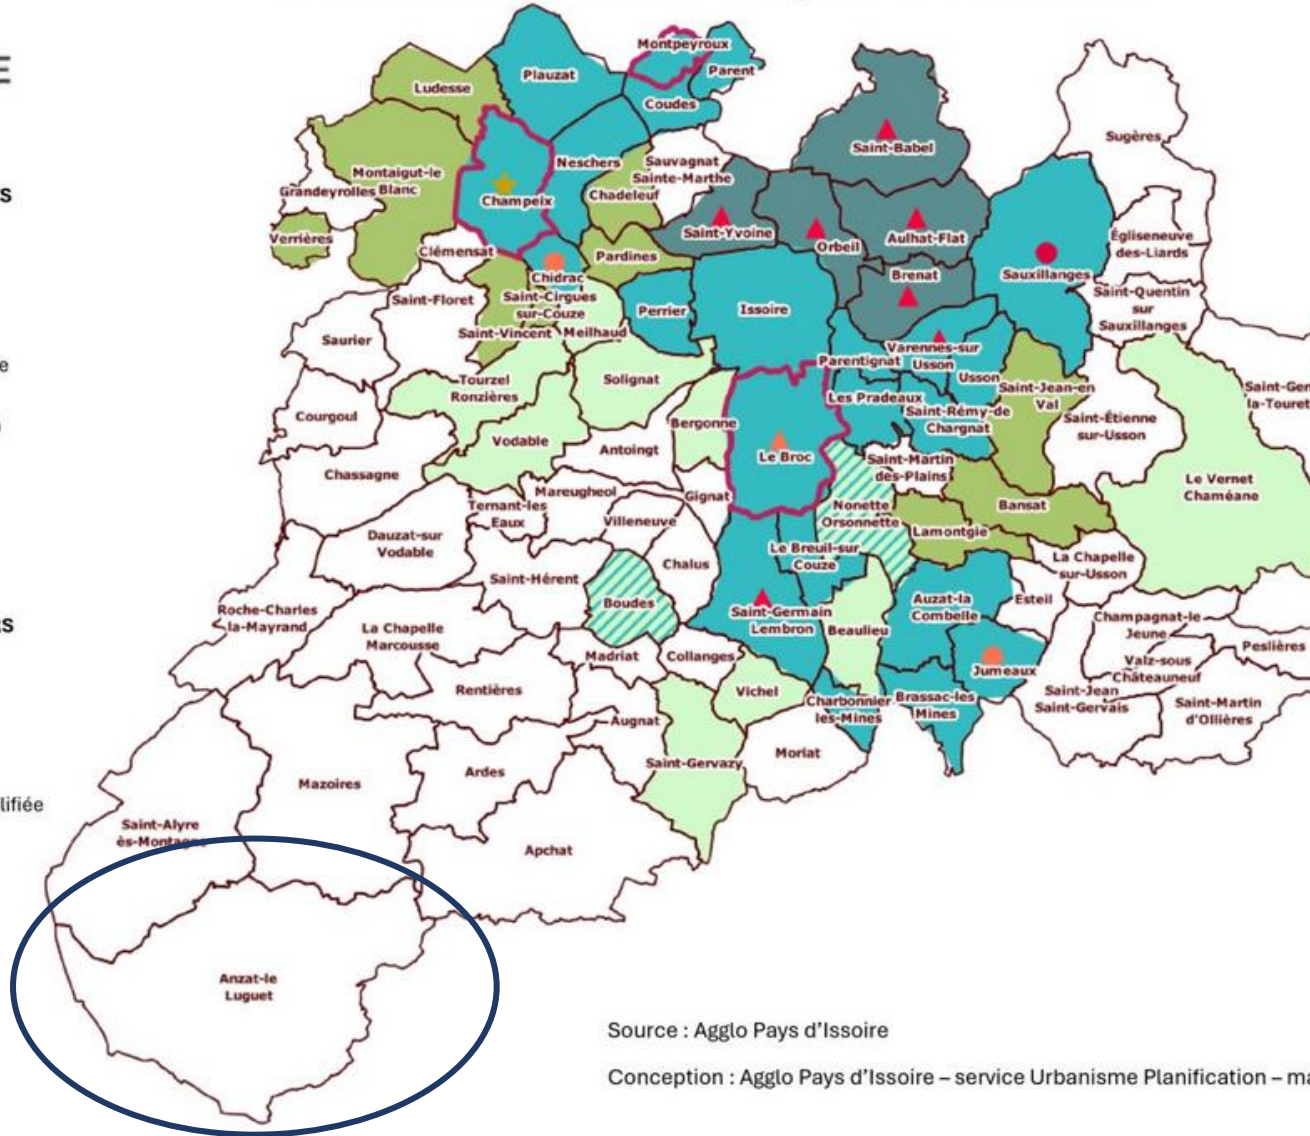 E
Montpeyroux
Plauzat
Parent
Ludesse
Coudes
Sugères
Saint-Babel
Neschers
Sauvagnat
Sainte-Marthe
Montaigut-le
Blanc
Grandeyrolles
s
Chadeleuf
Champeix
Saint-Yvoine
Orbeil
Aulhat-Flat
Égliseneuve
des-Liards
Verrières
Clémensat
Pardines
Brenat
Sauxillanges
Chidrac
Saint-Cirgues
sur-Couze
Saint-Floret
Perrier
Issoire
Saint-Quentin
sur
Sauxillanges
Saurier
Saint-Vincent
Meilhaud
Varennes-sur
Usson
Parentignat
e
Tourzel
Ronzières
Solignat
Usson
Saint-Jean-en
Val
Saint-Gen
la-Touret
Les Pradeaux
Saint-Rémy-de
Chargnat
Saint-Étienne
sur-Usson
Courgoul
Bergonne
)
Vodable
Antoingt
Le Broc
Saint-Martin
des-Plains
Chassagne
Le Vernet
Chaméane
Mareugheol
Gignat
Ternant-les
Eaux
Villeneuve
Nonette
Orsonnette
Bansat
Lamontgie
Dauzat-sur
Vodable
Le Breuil-sur
Couze
La Chapelle
sur-Usson
Chalus
Saint-Hérent
Boudes
Auzat-la
Combelle
Esteil
Roche-Charles
la-Mayrand
Saint-Germain
Lembron
Beaulieu
Champagnat-le
Jeune
rs
La Chapelle
Marcousse
Peslières
Madriat
Collanges
Jumeaux
Valz-sous
Châteauneuf
Rentières
Vichel
Charbonnier
les-Mines
Brassac-les
Mines
Saint-Jean
Saint-Gervais
Saint-Martin
d'Ollières
Augnat
Moriat
Saint-Gervazy
Ardes
Mazoires
lifiée
Saint-Alyre
ès-Montagne
Apchat
Anzat-le
Luguet
Source : Agglo Pays d'Issoire
Conception : Agglo Pays d'Issoire – service Urbanisme Planification – ma